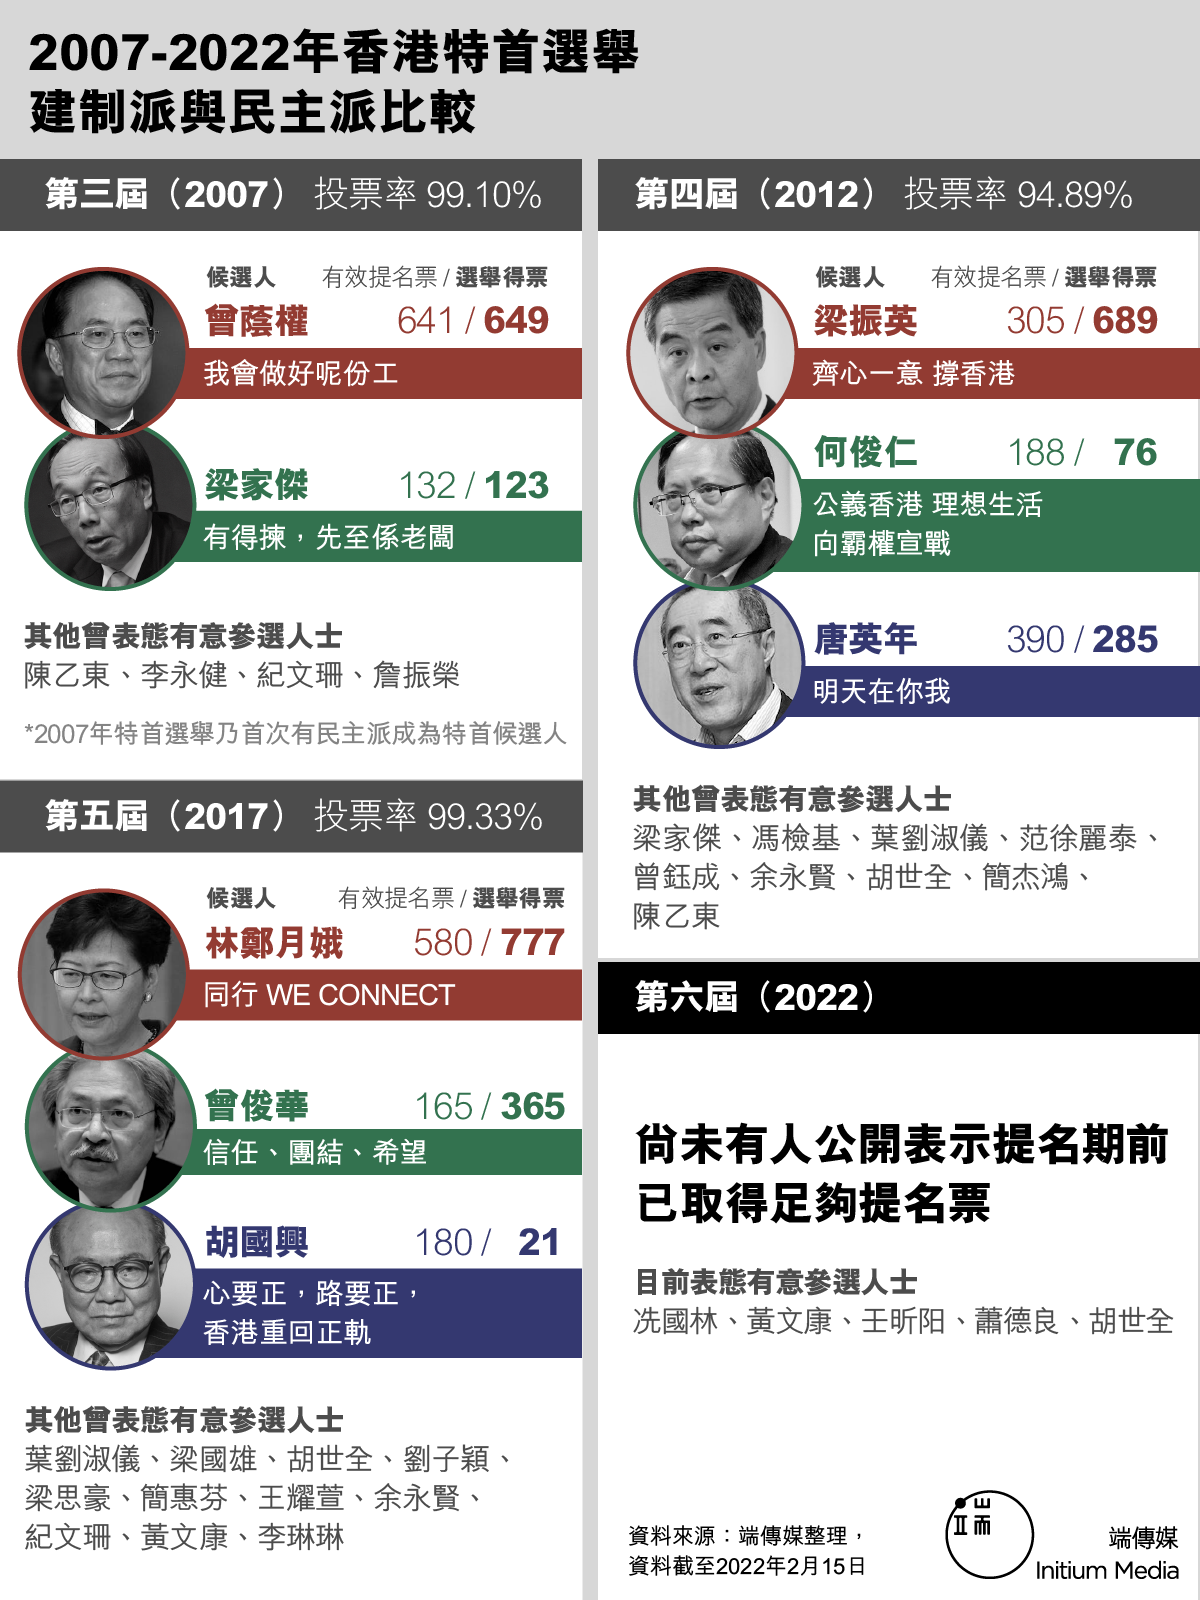 2007-2022年香港特首選舉
建制派與民主派比較
第三屆（2007） 投票率 99.10%
候選人 有效提名票 / 選舉得票
曾蔭權 641 / 649
我會做好呢份工
梁家傑 132 / 123
有得揀，先至係老闆
其他曾表態有意參選人士
陳乙東、李永健、紀文珊、詹振榮
*2007年特首選舉乃首次有民主派成為特首候選人
第四屆（2012） 投票率 94.89%
候選人 有效提名票 / 選舉得票
梁振英 305 / 689
齊心一意 撐香港
何俊仁 188 / 76
公義香港 理想生活
向霸權宣戰
唐英年 390 / 285
明天在你我
其他曾表態有意參選人士
梁家傑、馮檢基、葉劉淑儀、范徐麗泰、
曾鈺成、余永賢、胡世全、簡杰鴻、
陳乙東
第五屆（2017） 投票率 99.33%
候選人 有效提名票 / 選舉得票
林鄭月娥 580 / 777
同行 WE CONNECT
曾俊華 165 / 365
信任、團結、希望
胡國興 180 / 21
心要正，路要正，
香港重回正軌
其他曾表態有意參選人士
葉劉淑儀、梁國雄、胡世全、劉子穎、
梁思豪、簡惠芬、王耀萱、余永賢、
紀文珊、黃文康、李琳琳
第六屆（2022）
尚未有人公開表示提名期前
已取得足夠提名票
目前表態有意參選人士
冼國林、黃文康、王昕阳、蕭德良、胡世全
資料來源：端傳媒整理，
資料截至2022年2月15日
端
端傳媒
Initium Media